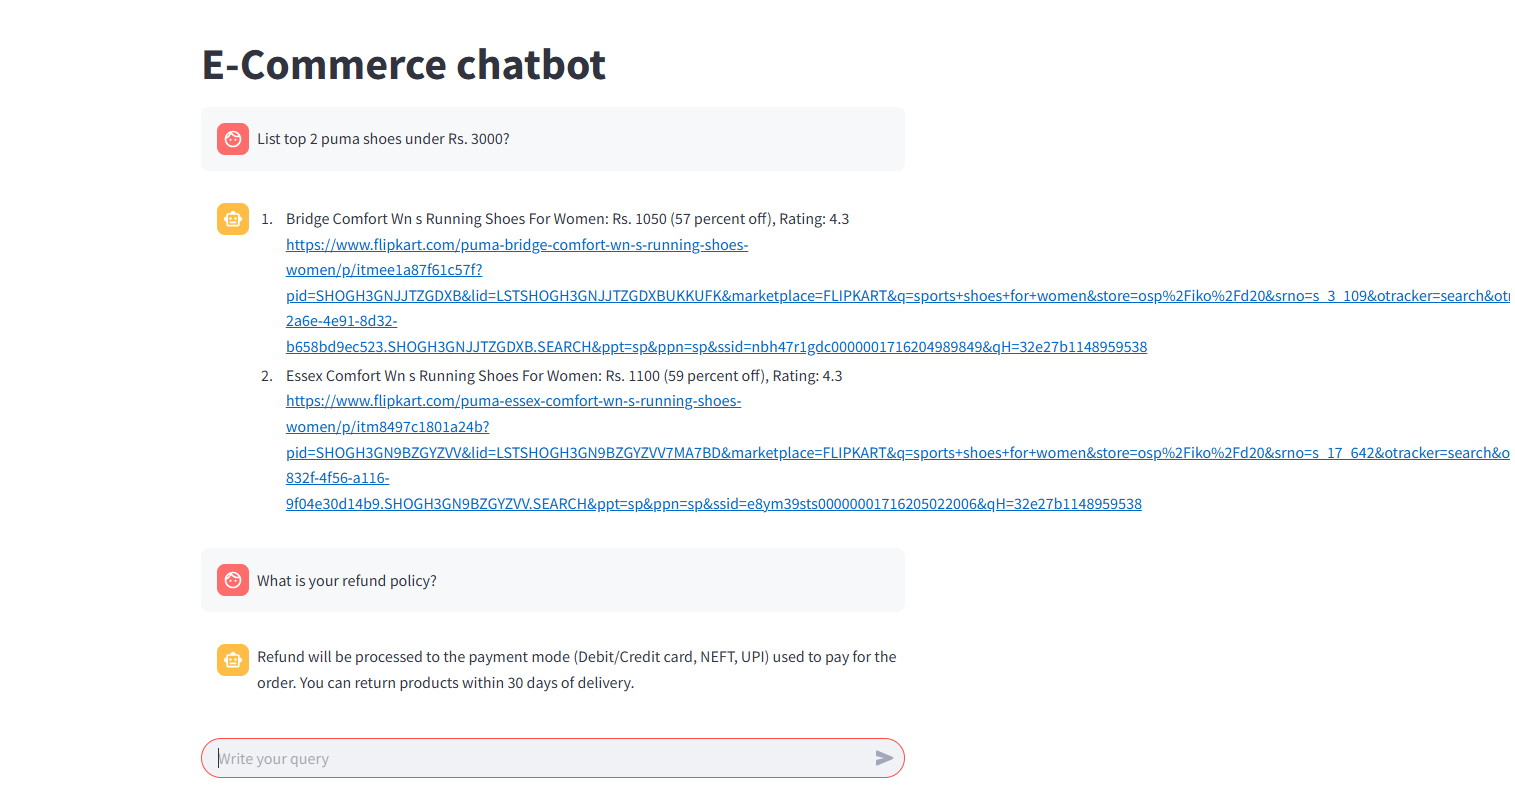 E-Commerce chatbot
List top 2 puma shoes under Rs. 3000?
1. Bridge Comfort Wn s Running Shoes For Women: Rs. 1050 (57 percent off), Rating: 4.3
https://www.flipkart.com/puma-bridge-comfort-wn-s-running-shoes-
women/p/itmee1a87f61c57f?
pid=SHOGH3GNJJTZGDXB&lid=LSTSHOGH3GNJJTZGDXBUKKUFK&marketplace=FLIPKART&q=sports+shoes+for+women&store=osp%2Fiko%2Fd20&srno=s_3_109&otracker=search&otr
2a6e-4e91-8d32-
b658bd9ec523.SHOGH3GNJJTZGDXB.SEARCH&ppt=sp&ppn=sp&ssid=nbh47r1gdc0000001716204989849&qH=32e27b1148959538
2. Essex Comfort Wn s Running Shoes For Women: Rs. 1100 (59 percent off), Rating: 4.3
https://www.flipkart.com/puma-essex-comfort-wn-s-running-shoes-
women/p/itm8497c1801a24b?
pid=SHOGH3GN9BZGYZVV&lid=LSTSHOGH3GN9BZGYZVV7MA7BD&marketplace=FLIPKART&q=sports+shoes+for+women&store=osp%2Fiko%2Fd20&srno=s_17_642&otracker=search&o
832f-4f56-a116-
9f04e30d14b9.SHOGH3GN9BZGYZVV.SEARCH&ppt=sp&ppn=sp&ssid=e8ym39sts00000001716205022006&qH=32e27b1148959538
What is your refund policy?
Refund will be processed to the payment mode (Debit/Credit card, NEFT, UPI) used to pay for the
order. You can return products within 30 days of delivery.
Write your query